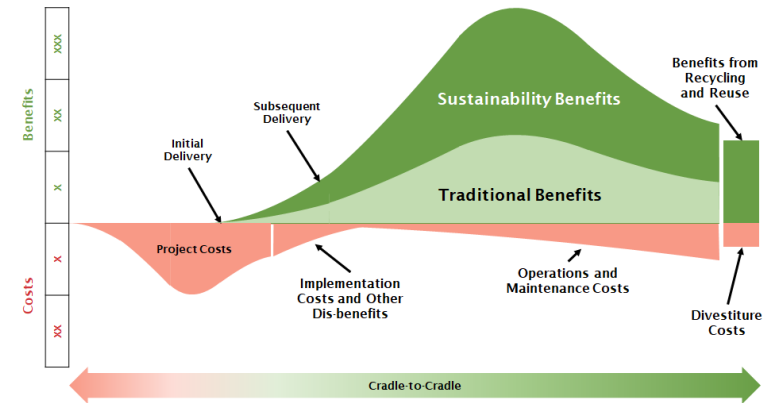 Benefits
XXX
XX
X
Costs
X
XX
Initial
Delivery
Subsequent
Delivery
Sustainability Benefits
Traditional Benefits
Benefits from
Recycling
and Reuse
Project Costs
Implementation
Costs and Other
Dis-benefits
Operations and
Maintenance Costs
Divestiture
Costs
Cradle-to-Cradle